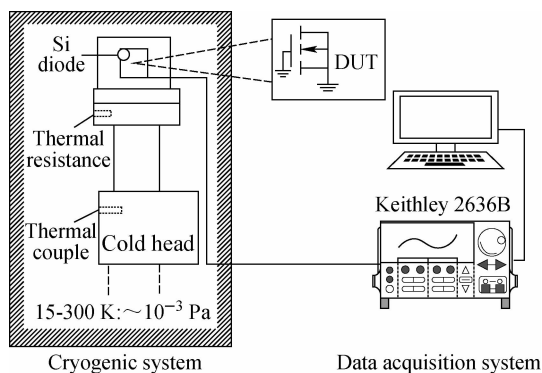 Si
diode
DUT
Thermal
resistance
Thermal
couple
Cold head
15-300 K:~10⁻³ Pa
Keithley 2636B
Cryogenic system
Data acquisition system